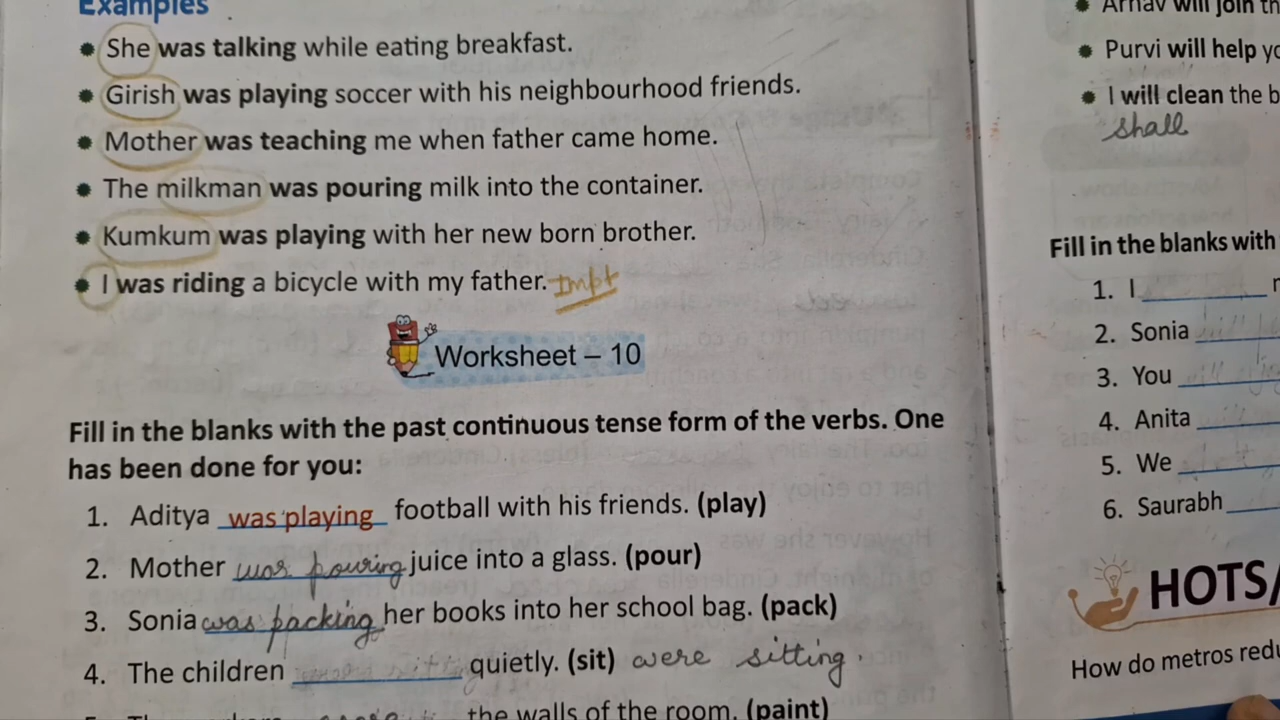 Examples
She was talking while eating breakfast.
Girish was playing soccer with his neighbourhood friends.
Mother was teaching me when father came home.
The milkman was pouring milk into the container.
Kumkum was playing with her new born brother.
I was riding a bicycle with my father. Impt
Worksheet – 10
Fill in the blanks with the past continuous tense form of the verbs. One
has been done for you:
1. Aditya was playing football with his friends. (play)
2. Mother was pouring juice into a glass. (pour)
3. Sonia was packing her books into her school bag. (pack)
4. The children quietly. (sit) were sitting.
the walls of the room. (paint)
Arnav will join
Purvi will help
I will clean the
shall
Fill in the blanks with
1. I
2. Sonia
3. You
4. Anita
5. We
6. Saurabh
HOTS
How do metros